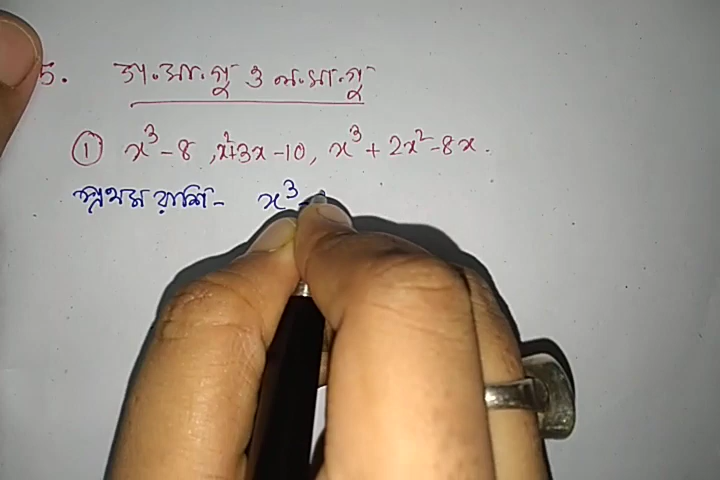 5. গ.সা.গু ও ল.সা.গু
① x³ - 8, x² + 3x - 10, x³ + 2x² - 8x.
প্রথম রাশি - x³ -